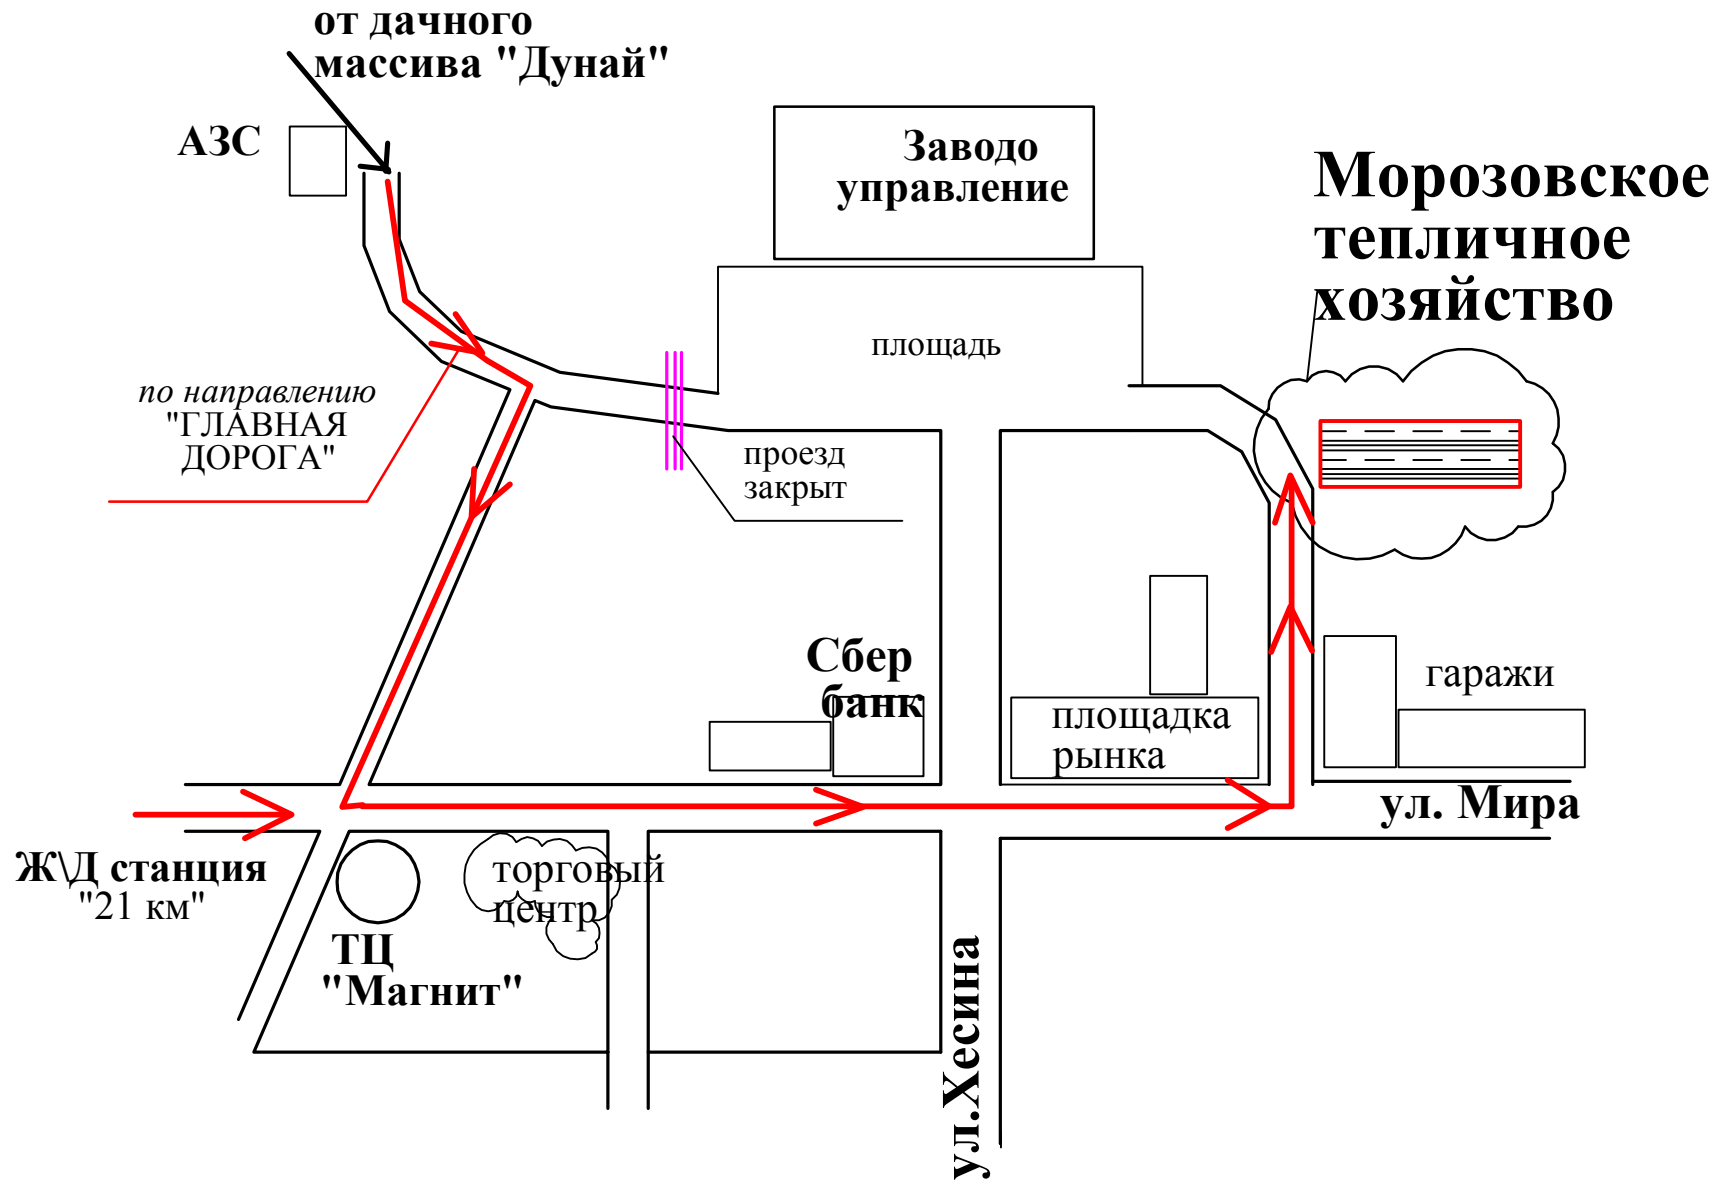 от дачного
массива "Дунай"
АЗС
Заводо
управление
Морозовское
тепличное
хозяйство
площадь
по направлению
"ГЛАВНАЯ
ДОРОГА"
проезд
закрыт
Сбер
банк
гаражи
площадка
рынка
ул. Мира
Ж\Д станция
"21 км"
торговый
центр
ТЦ
"Магнит"
ул.Хесина